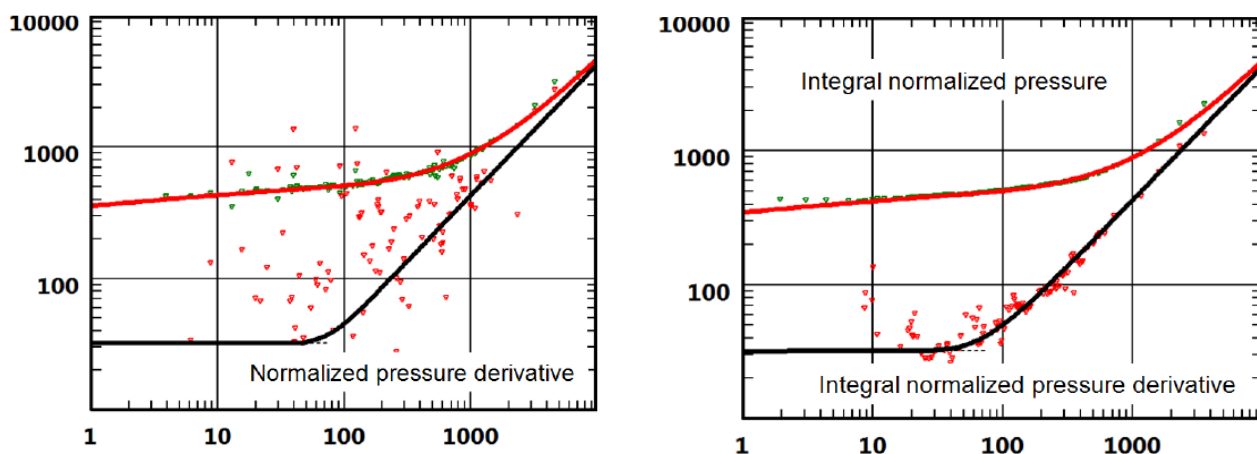 10000
1000
100
Normalized pressure derivative
1 10 100 1000
10000
Integral normalized pressure
1000
100
Integral normalized pressure derivative
1 10 100 1000